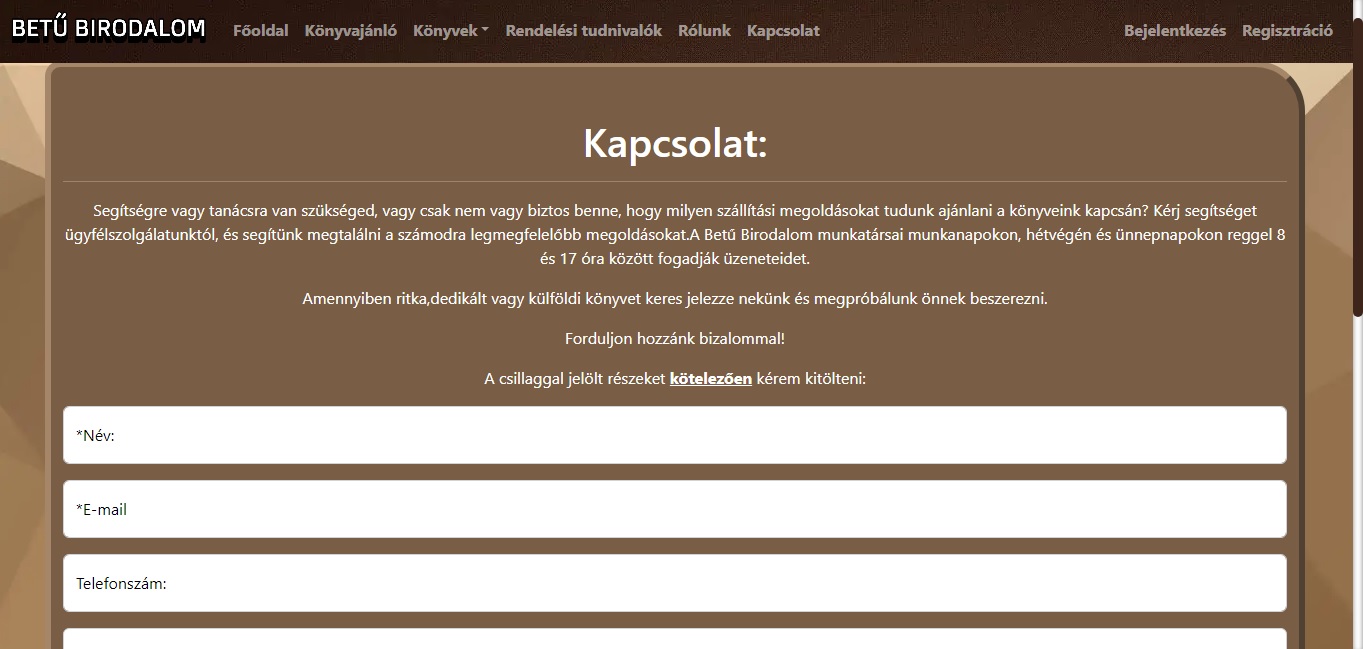 BETŰ BIRODALOM Főoldal Könyvajánló Könyvek Rendelési tudnivalók Rólunk Kapcsolat Bejelentkezés Regisztráció
Kapcsolat:
Segítségre vagy tanácsra van szükséged, vagy csak nem vagy biztos benne, hogy milyen szállítási megoldásokat tudunk ajánlani a könyveink kapcsán? Kérj segítséget
ügyfélszolgálatunktól, és segítünk megtalálni a számodra legmegfelelőbb megoldásokat.A Betű Birodalom munkatársai munkanapokon, hétvégén és ünnepnapokon reggel 8
és 17 óra között fogadják üzeneteidet.
Amennyiben ritka,dedikált vagy külföldi könyvet keres jelezze nekünk és megpróbálunk önnek beszerezni.
Forduljon hozzánk bizalommal!
A csillaggal jelölt részeket kötelezően kérem kitölteni:
*Név:
*E-mail
Telefonszám: